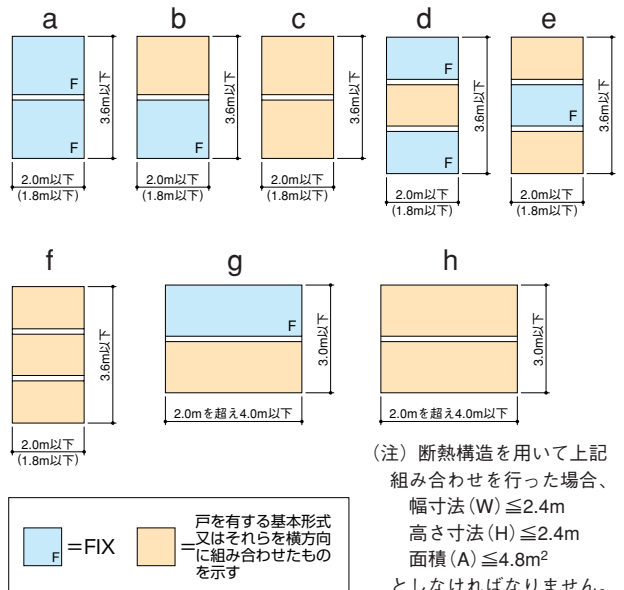 a b c d e
F
F
3.6m以下
2.0m以下
(1.8m以下)
F
3.6m以下
2.0m以下
(1.8m以下)
3.6m以下
2.0m以下
(1.8m以下)
F
F
3.6m以下
2.0m以下
(1.8m以下)
F
3.6m以下
2.0m以下
(1.8m以下)
f g h
3.6m以下
2.0m以下
(1.8m以下)
F
3.0m以下
2.0mを超え4.0m以下
3.0m以下
2.0mを超え4.0m以下
(注)断熱構造を用いて上記
組み合わせを行った場合、
幅寸法(W)≦2.4m
高さ寸法(H)≦2.4m
面積(A)≦4.8m²
としなければなりません。
F
=FIX
=
戸を有する基本形式
又はそれらを横方向
に組み合わせたもの
を示す